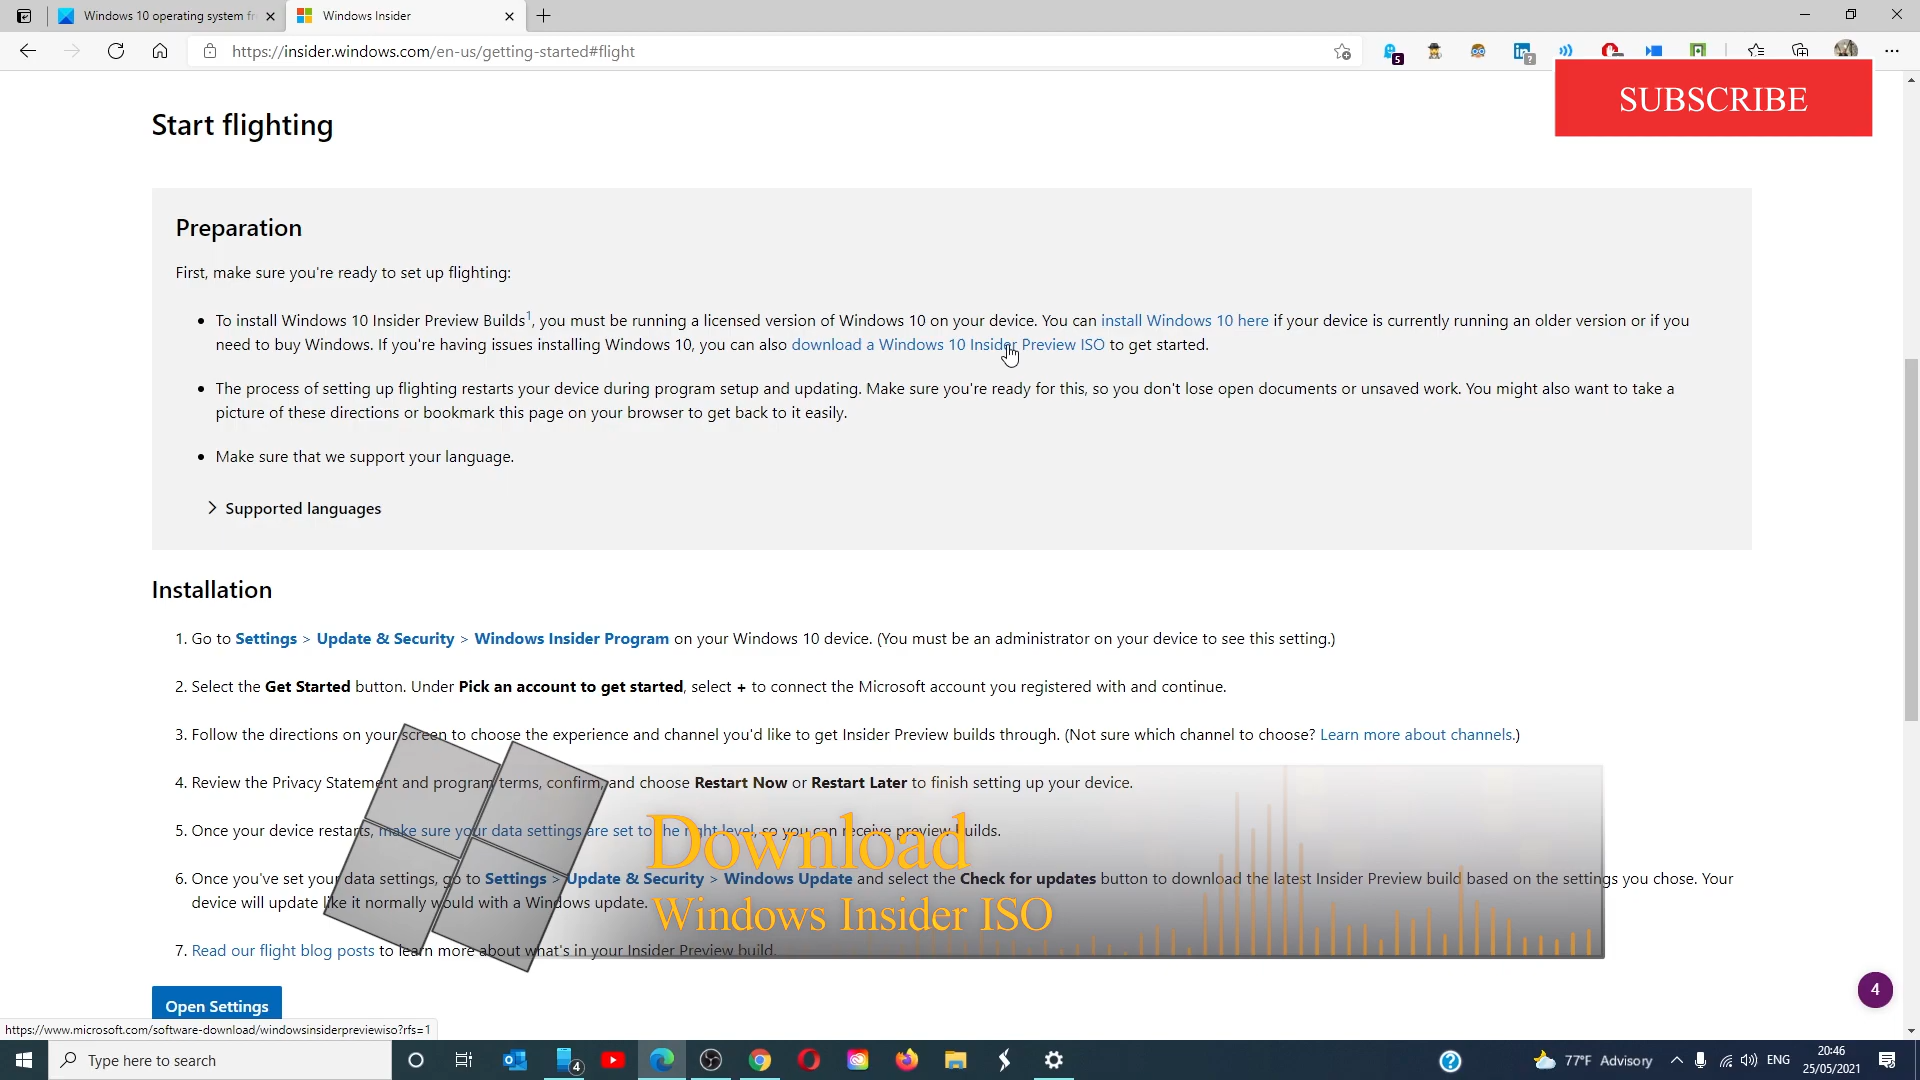 Windows 10 operating system fr
Windows Insider
https://insider.windows.com/en-us/getting-started#flight
5
?
SUBSCRIBE
Start flighting
Preparation
First, make sure you're ready to set up flighting:
• To install Windows 10 Insider Preview Builds1, you must be running a licensed version of Windows 10 on your device. You can install Windows 10 here if your device is currently running an older version or if you
need to buy Windows. If you're having issues installing Windows 10, you can also download a Windows 10 Insider Preview ISO to get started.
• The process of setting up flighting restarts your device during program setup and updating. Make sure you're ready for this, so you don't lose open documents or unsaved work. You might also want to take a
picture of these directions or bookmark this page on your browser to get back to it easily.
• Make sure that we support your language.
Supported languages
Installation
1. Go to Settings > Update & Security > Windows Insider Program on your Windows 10 device. (You must be an administrator on your device to see this setting.)
2. Select the Get Started button. Under Pick an account to get started, select + to connect the Microsoft account you registered with and continue.
3. Follow the directions on your screen to choose the experience and channel you'd like to get Insider Preview builds through. (Not sure which channel to choose? Learn more about channels.)
4. Review the Privacy Statement and program terms, confirm, and choose Restart Now or Restart Later to finish setting up your device.
5. Once your device restarts, make sure your data settings are set to the right level, so you can receive preview builds.
Download
6. Once you've set your data settings, go to Settings > Update & Security > Windows Update and select the Check for updates button to download the latest Insider Preview build based on the settings you chose. Your
device will update like it normally would with a Windows update.
Windows Insider ISO
7. Read our flight blog posts to learn more about what's in your Insider Preview build.
4
Open Settings
https://www.microsoft.com/software-download/windowsinsiderpreviewiso?rfs=1
Type here to search
4
77°F Advisory
ENG
20:46
25/05/2021